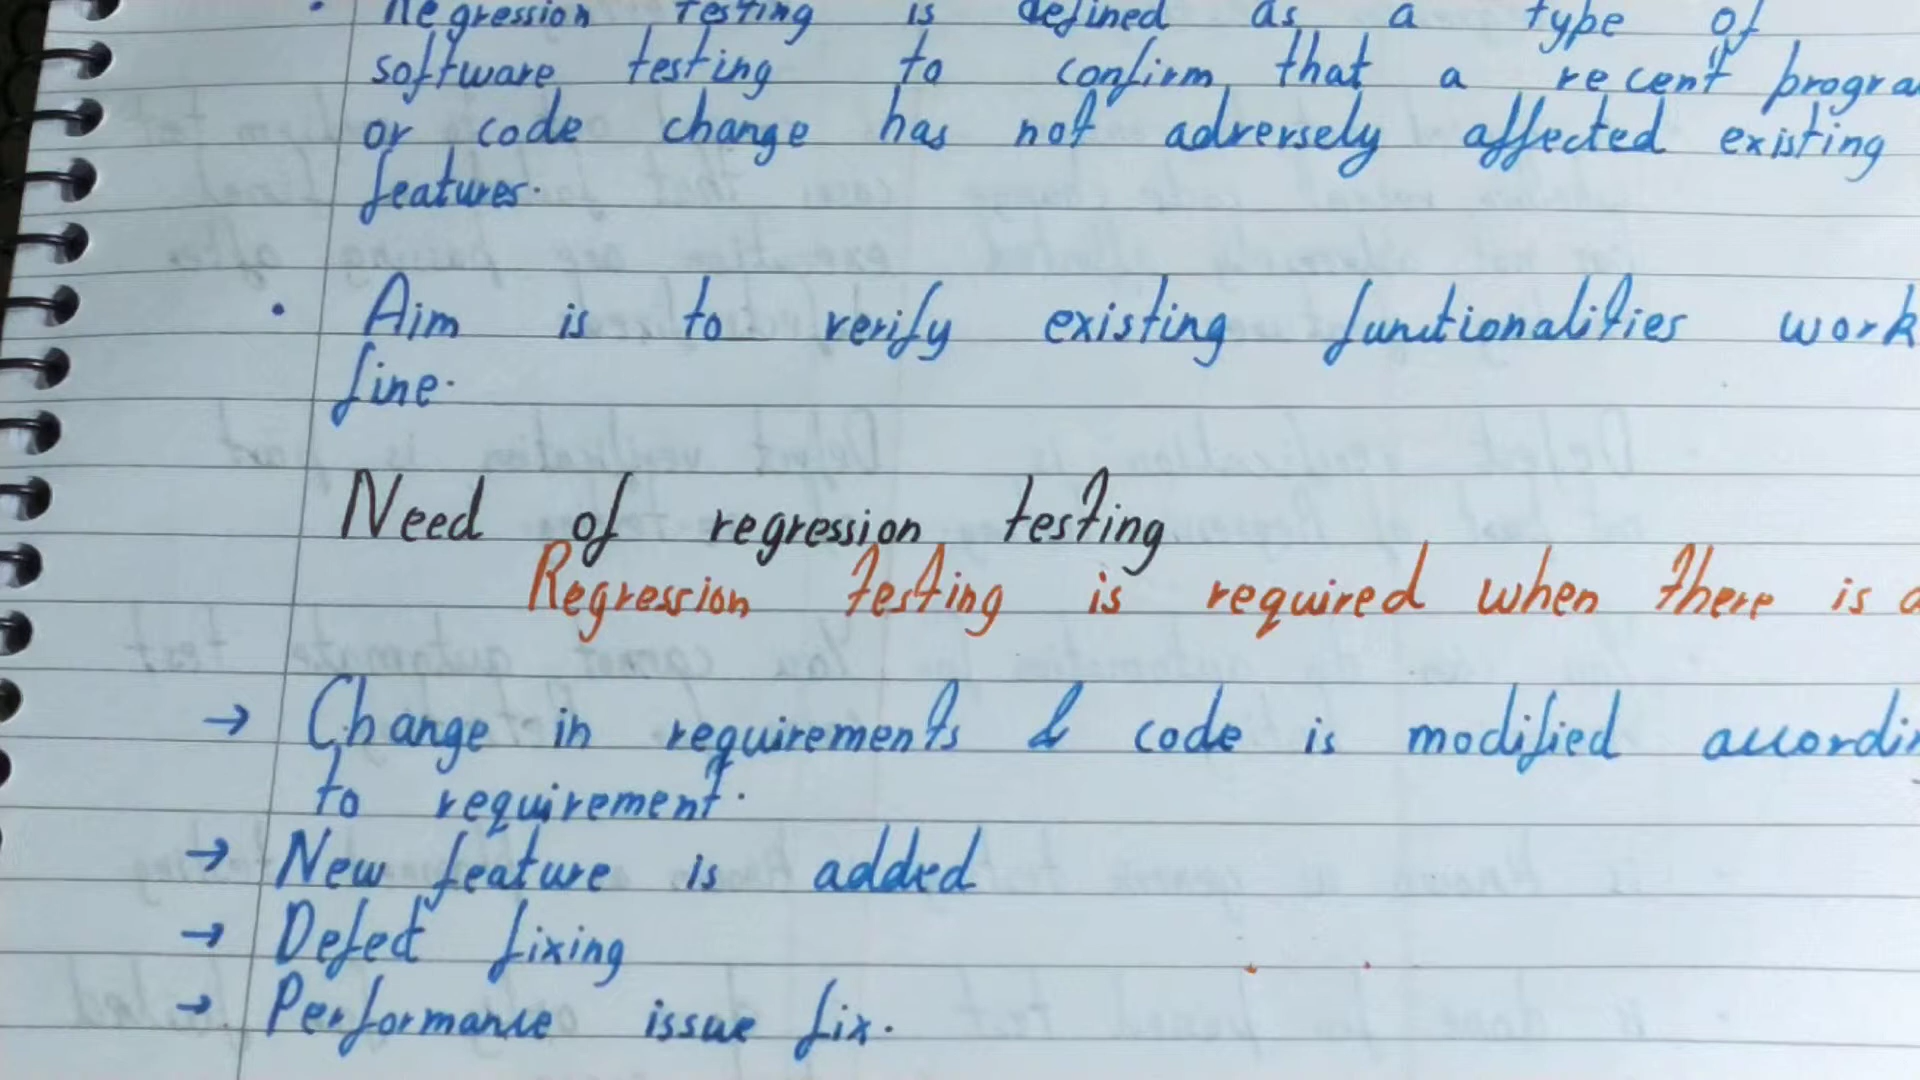 • Regression testing is defined as a type of
software testing to confirm that a recent progra
or code change has not adversely affected existing
features.
• Aim is to verify existing functionalities work
fine.
Need of regression testing
Regression testing is required when there is a
→ Change in requirements & code is modified accordin
to requirement.
→ New feature is added
→ Defect fixing
→ Performance issue fix.